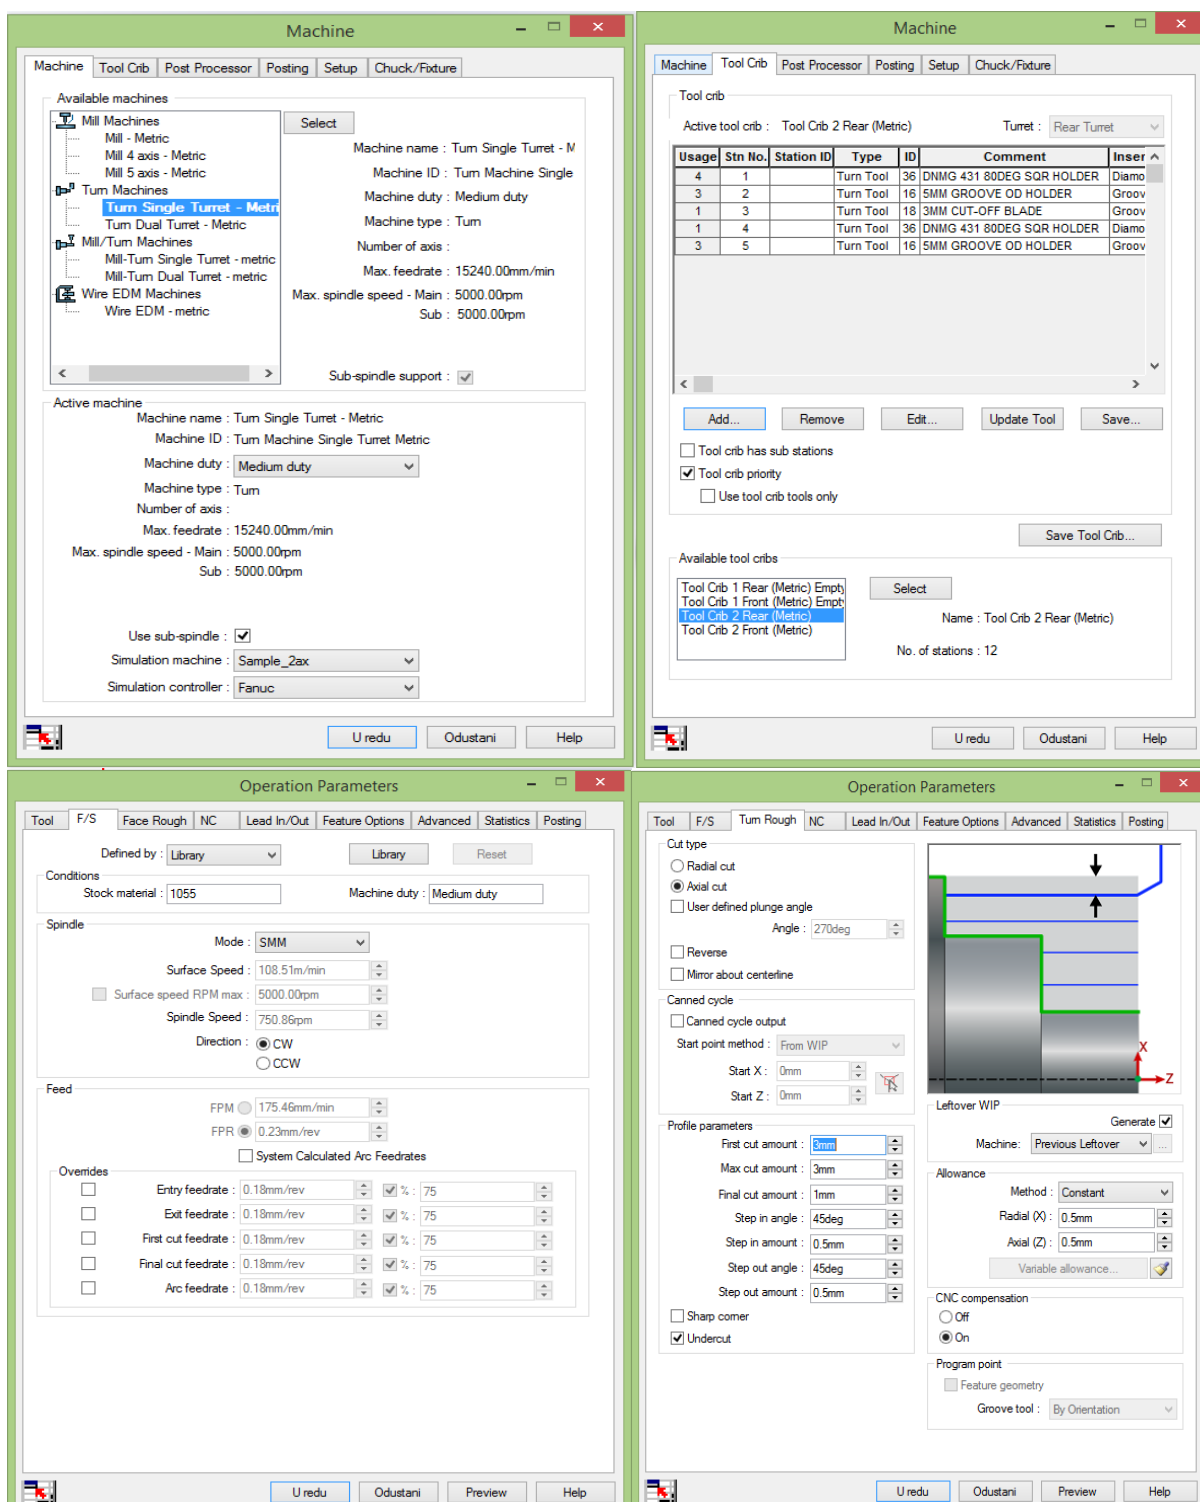 Machine
Machine Tool Crib Post Processor Posting Setup Chuck/Fixture
Available machines
Mill Machines
Mill - Metric
Mill 4 axis - Metric
Mill 5 axis - Metric
Turn Machines
Turn Single Turret - Metri
Turn Dual Turret - Metric
Mill/Turn Machines
Mill-Turn Single Turret - metric
Mill-Turn Dual Turret - metric
Wire EDM Machines
Wire EDM - metric
Select
Machine name : Turn Single Turret - M
Machine ID : Turn Machine Single
Machine duty : Medium duty
Machine type : Turn
Number of axis :
Max. feedrate : 15240.00mm/min
Max. spindle speed - Main : 5000.00rpm
Sub : 5000.00rpm
Sub-spindle support :
Active machine
Machine name : Turn Single Turret - Metric
Machine ID : Turn Machine Single Turret Metric
Machine duty : Medium duty
Machine type : Turn
Number of axis :
Max. feedrate : 15240.00mm/min
Max. spindle speed - Main : 5000.00rpm
Sub : 5000.00rpm
Use sub-spindle :
Simulation machine : Sample_2ax
Simulation controller : Fanuc
U redu Odustani Help
Machine
Machine Tool Crib Post Processor Posting Setup Chuck/Fixture
Tool crib
Active tool crib : Tool Crib 2 Rear (Metric) Turret : Rear Turret
Usage Stn No. Station ID Type ID Comment Inser
4 1 Turn Tool 36 DNMG 431 80DEG SQR HOLDER Diamo
3 2 Turn Tool 16 5MM GROOVE OD HOLDER Groov
1 3 Turn Tool 18 3MM CUT-OFF BLADE Groov
1 4 Turn Tool 36 DNMG 431 80DEG SQR HOLDER Diamo
3 5 Turn Tool 16 5MM GROOVE OD HOLDER Groov
Add... Remove Edit... Update Tool Save...
Tool crib has sub stations
Tool crib priority
Use tool crib tools only
Save Tool Crib...
Available tool cribs
Tool Crib 1 Rear (Metric) Empty
Tool Crib 1 Front (Metric) Empt
Tool Crib 2 Rear (Metric)
Tool Crib 2 Front (Metric)
Select
Name : Tool Crib 2 Rear (Metric)
No. of stations : 12
U redu Odustani Help
Operation Parameters
Tool F/S Face Rough NC Lead In/Out Feature Options Advanced Statistics Posting
Defined by : Library Library Reset
Conditions
Stock material : 1055 Machine duty : Medium duty
Spindle
Mode : SMM
Surface Speed : 108.51m/min
Surface speed RPM max : 5000.00rpm
Spindle Speed : 750.86rpm
Direction : CW
CCW
Feed
FPM 175.46mm/min
FPR 0.23mm/rev
System Calculated Arc Feedrates
Overrides
Entry feedrate : 0.18mm/rev % : 75
Exit feedrate : 0.18mm/rev % : 75
First cut feedrate : 0.18mm/rev % : 75
Final cut feedrate : 0.18mm/rev % : 75
Arc feedrate : 0.18mm/rev % : 75
U redu Odustani Preview Help
Operation Parameters
Tool F/S Turn Rough NC Lead In/Out Feature Options Advanced Statistics Posting
Cut type
Radial cut
Axial cut
User defined plunge angle
Angle : 270deg
Reverse
Mirror about centerline
Canned cycle
Canned cycle output
Start point method : From WIP
Start X : 0mm
Start Z : 0mm
Profile parameters
First cut amount : 3mm
Max cut amount : 3mm
Final cut amount : 1mm
Step in angle : 45deg
Step in amount : 0.5mm
Step out angle : 45deg
Step out amount : 0.5mm
Sharp corner
Undercut
X
Z
Leftover WIP
Generate
Machine: Previous Leftover ...
Allowance
Method : Constant
Radial (X) : 0.5mm
Axial (Z) : 0.5mm
Variable allowance...
CNC compensation
Off
On
Program point
Feature geometry
Groove tool : By Orientation
U redu Odustani Preview Help